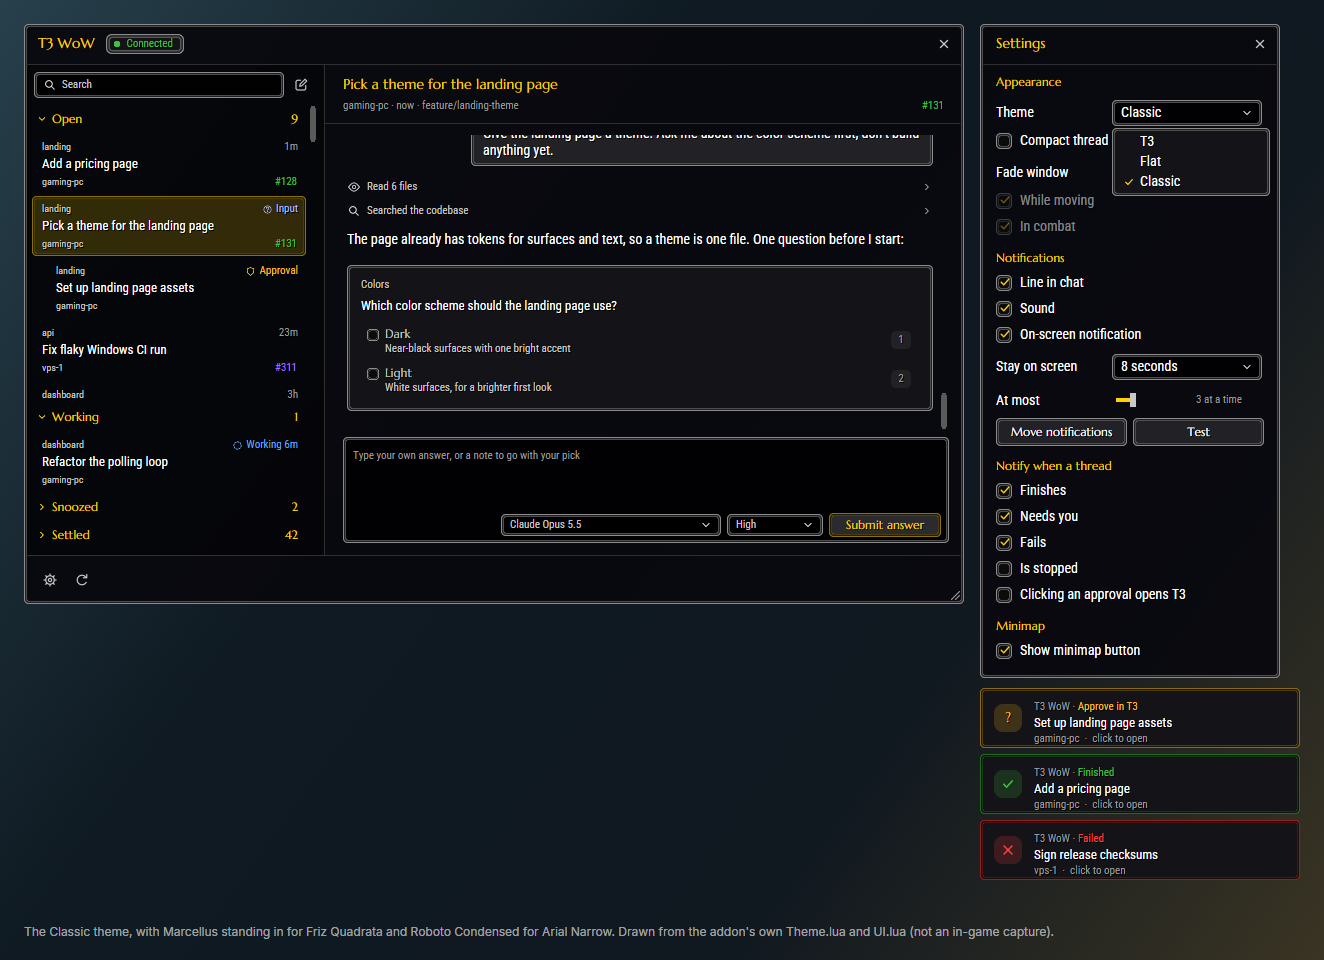 T3 WoW
Connected
Search
Open 9
landing 1m
Add a pricing page
gaming-pc #128
landing Input
Pick a theme for the landing page
gaming-pc #131
landing Approval
Set up landing page assets
gaming-pc
api 23m
Fix flaky Windows CI run
vps-1 #311
dashboard 3h
Working 1
dashboard Working 6m
Refactor the polling loop
gaming-pc
Snoozed 2
Settled 42
Pick a theme for the landing page
gaming-pc · now · feature/landing-theme #131
Give the landing page a theme. Ask me about the color scheme first, don't build
anything yet.
Read 6 files
Searched the codebase
The page already has tokens for surfaces and text, so a theme is one file. One question before I start:
Colors
Which color scheme should the landing page use?
Dark 1
Near-black surfaces with one bright accent
Light 2
White surfaces, for a brighter first look
Type your own answer, or a note to go with your pick
Claude Opus 5.5 High Submit answer
Settings
Appearance
Theme Classic
T3
Flat
Classic
Compact thread
Fade window
While moving
In combat
Notifications
Line in chat
Sound
On-screen notification
Stay on screen 8 seconds
At most 3 at a time
Move notifications Test
Notify when a thread
Finishes
Needs you
Fails
Is stopped
Clicking an approval opens T3
Minimap
Show minimap button
? T3 WoW · Approve in T3
Set up landing page assets
gaming-pc · click to open
T3 WoW · Finished
Add a pricing page
gaming-pc · click to open
T3 WoW · Failed
Sign release checksums
vps-1 · click to open
The Classic theme, with Marcellus standing in for Friz Quadrata and Roboto Condensed for Arial Narrow. Drawn from the addon's own Theme.lua and UI.lua (not an in-game capture).